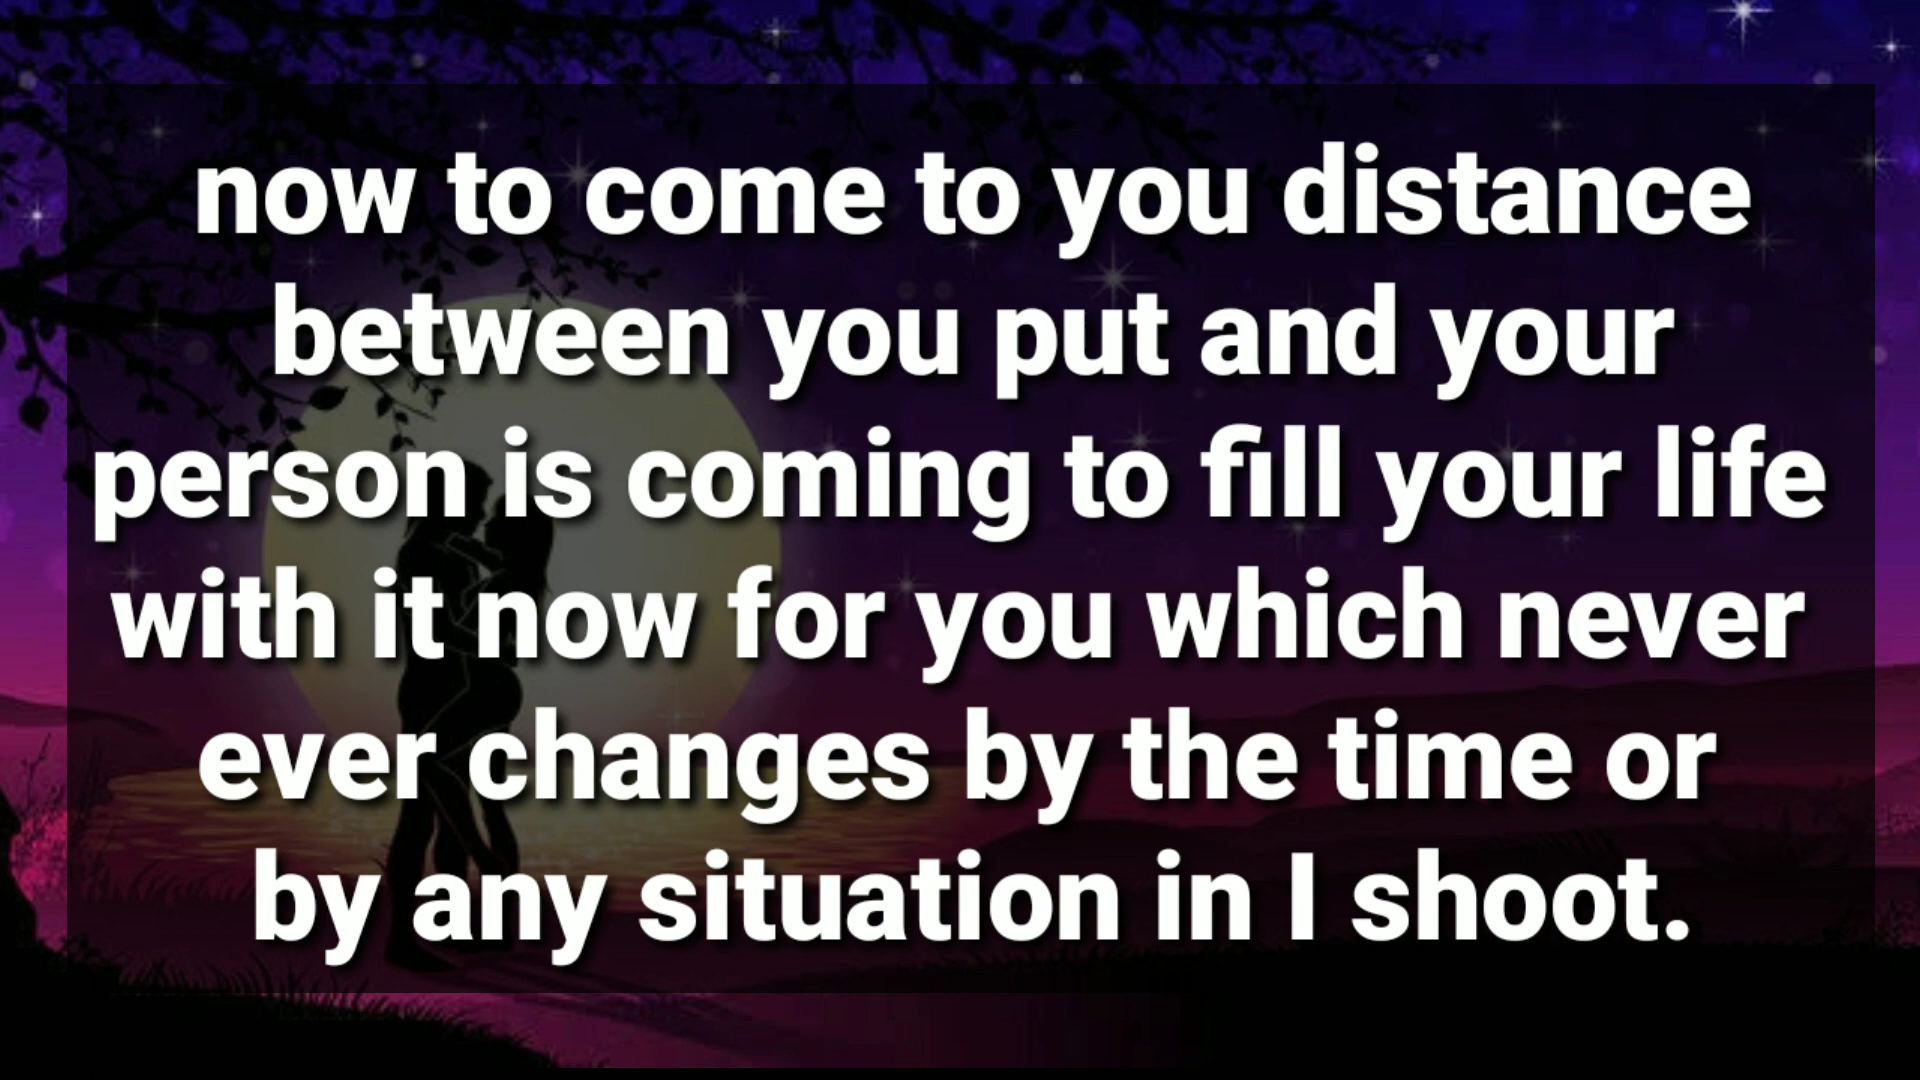 now to come to you distance
between you put and your
person is coming to fill your life
with it now for you which never
ever changes by the time or
by any situation in I shoot.